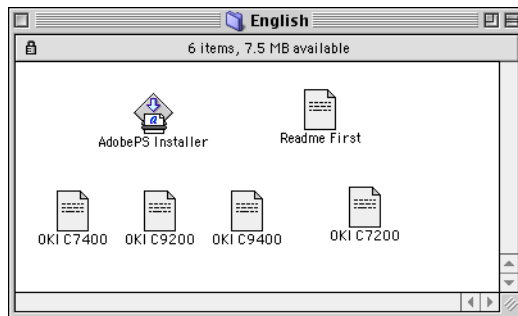 English
6 items, 7.5 MB available
AdobePS Installer
Readme First
OKI C7400
OKI C9200
OKI C9400
OKI C7200